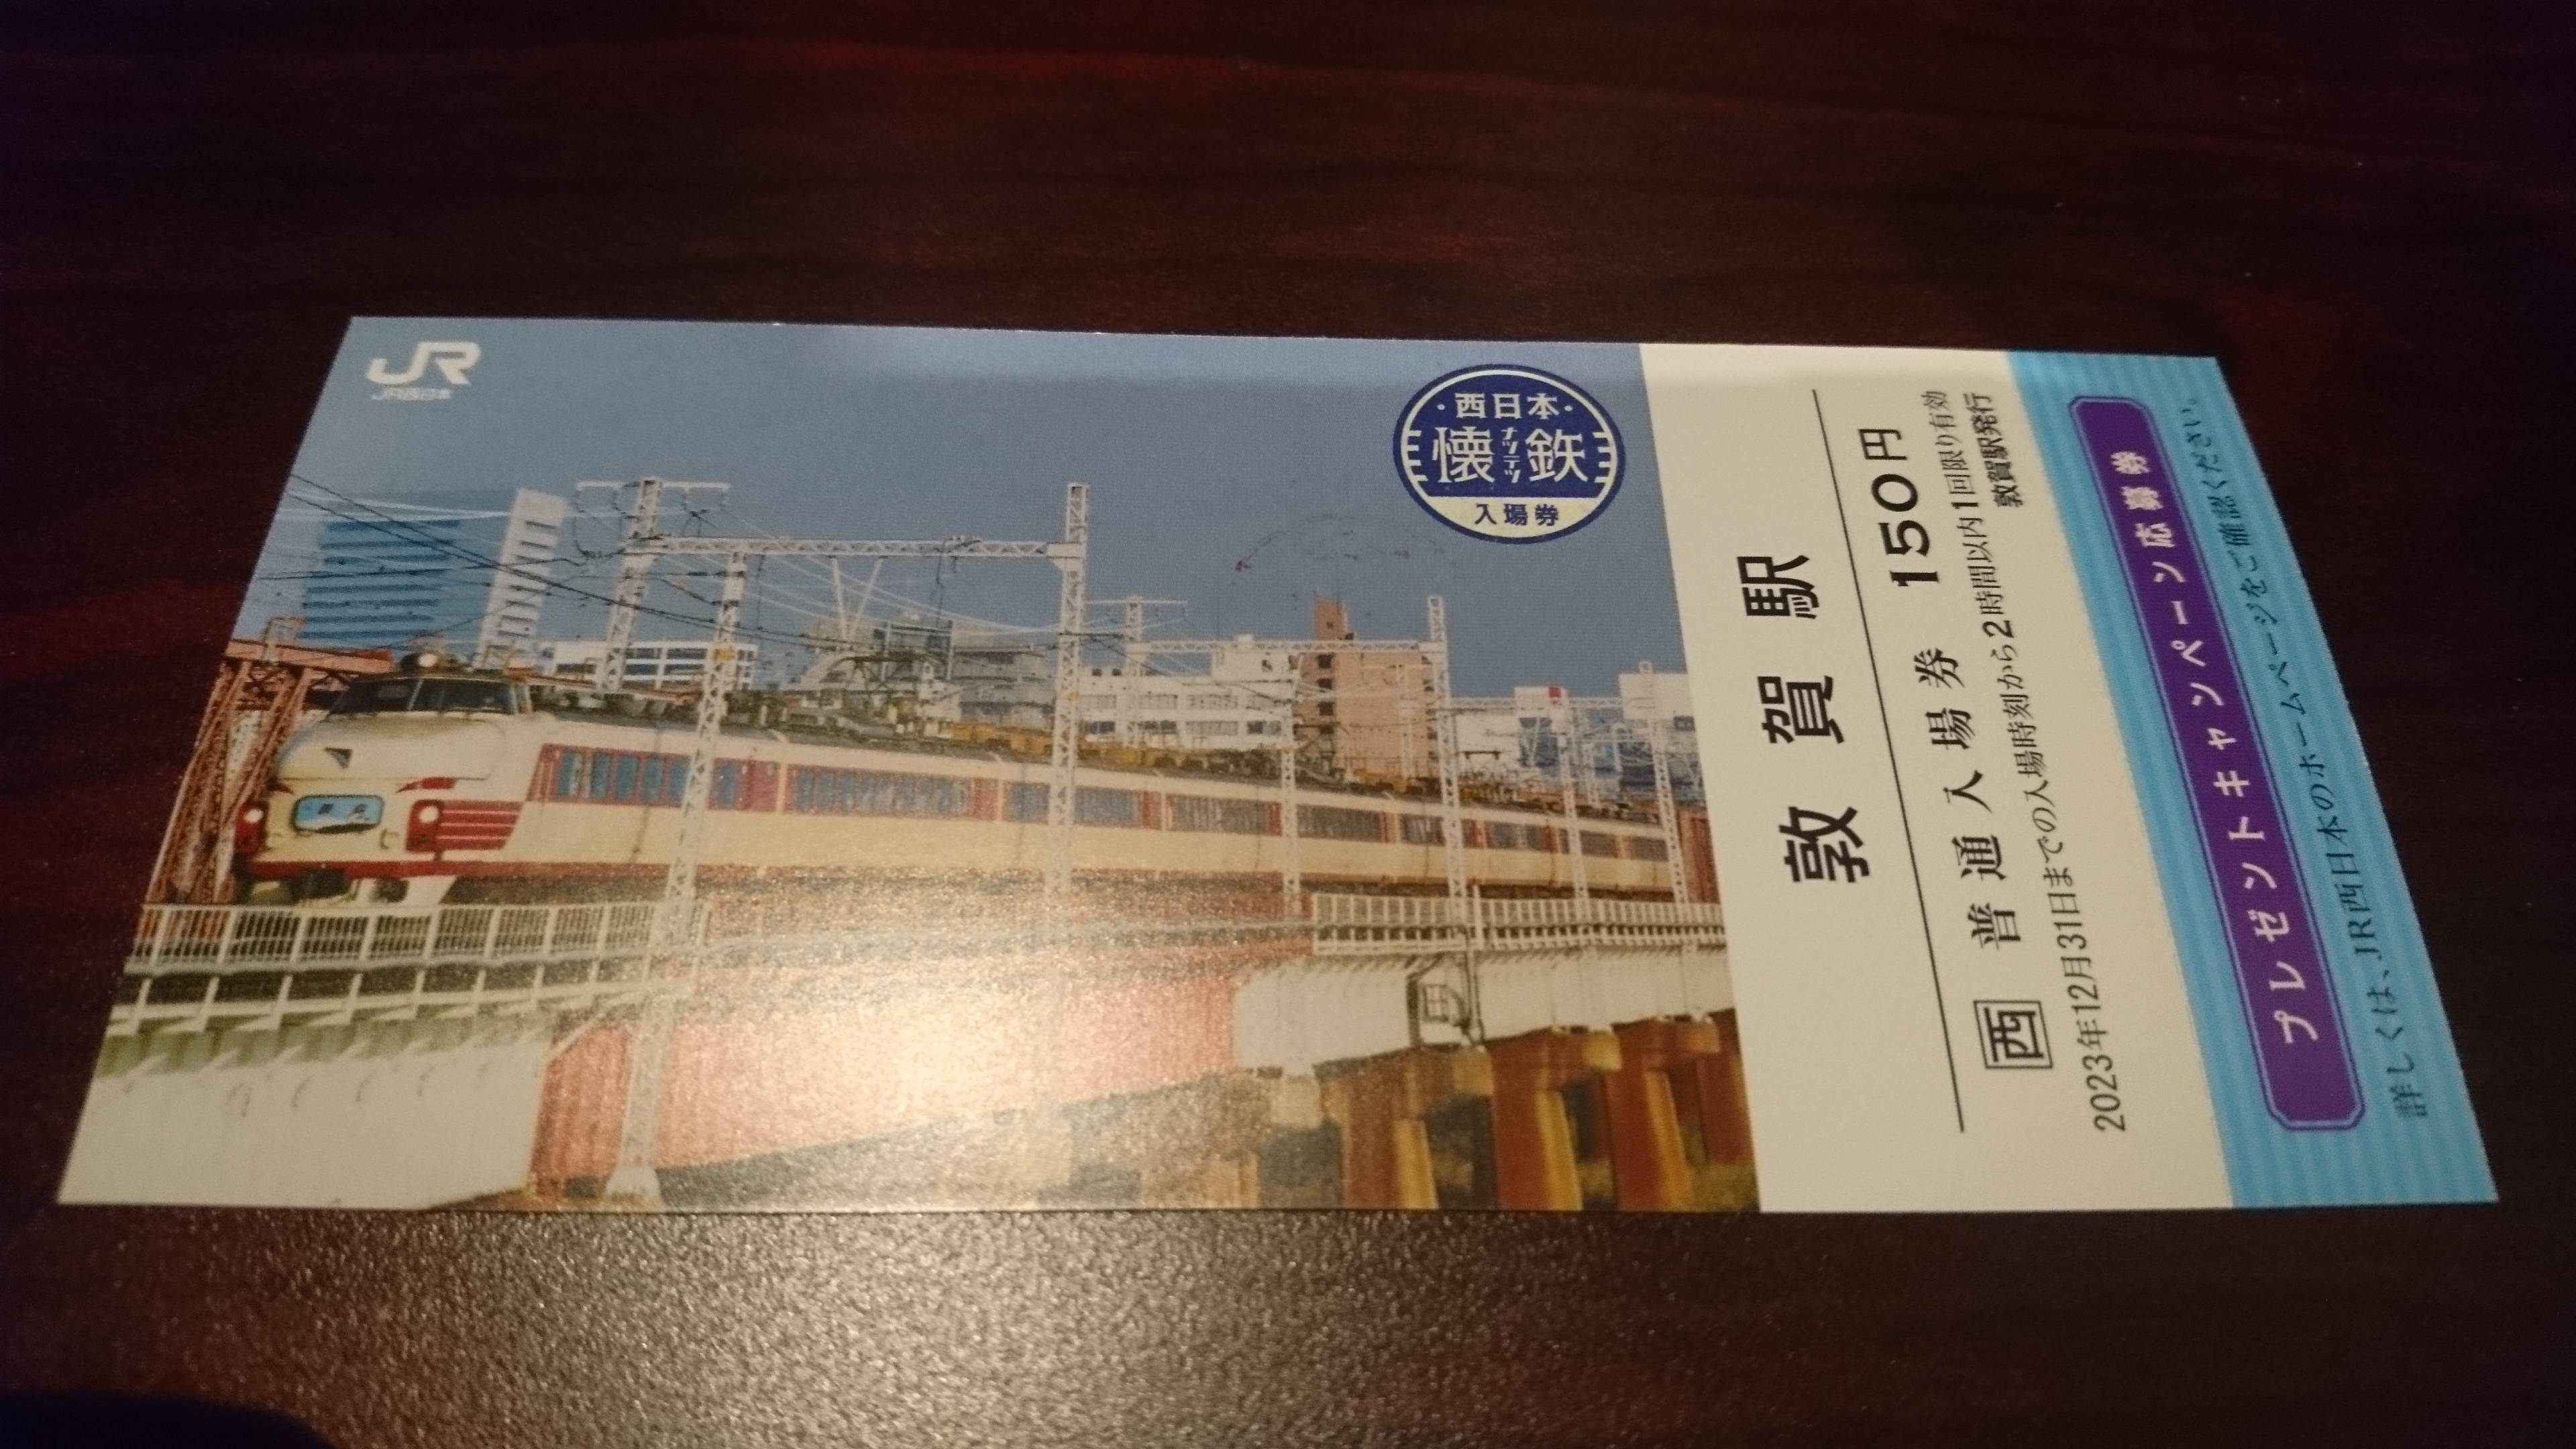 JR
JR西日本
・西日本・
懐鉄
ナツテツ
入場券
敦賀駅
西 普通入場券 150円
2023年12月31日までの入場時刻から2時間以内1回限り有効
敦賀駅発行
プレゼントキャンペーン応募券
詳しくは、JR西日本のホームページをご確認ください。